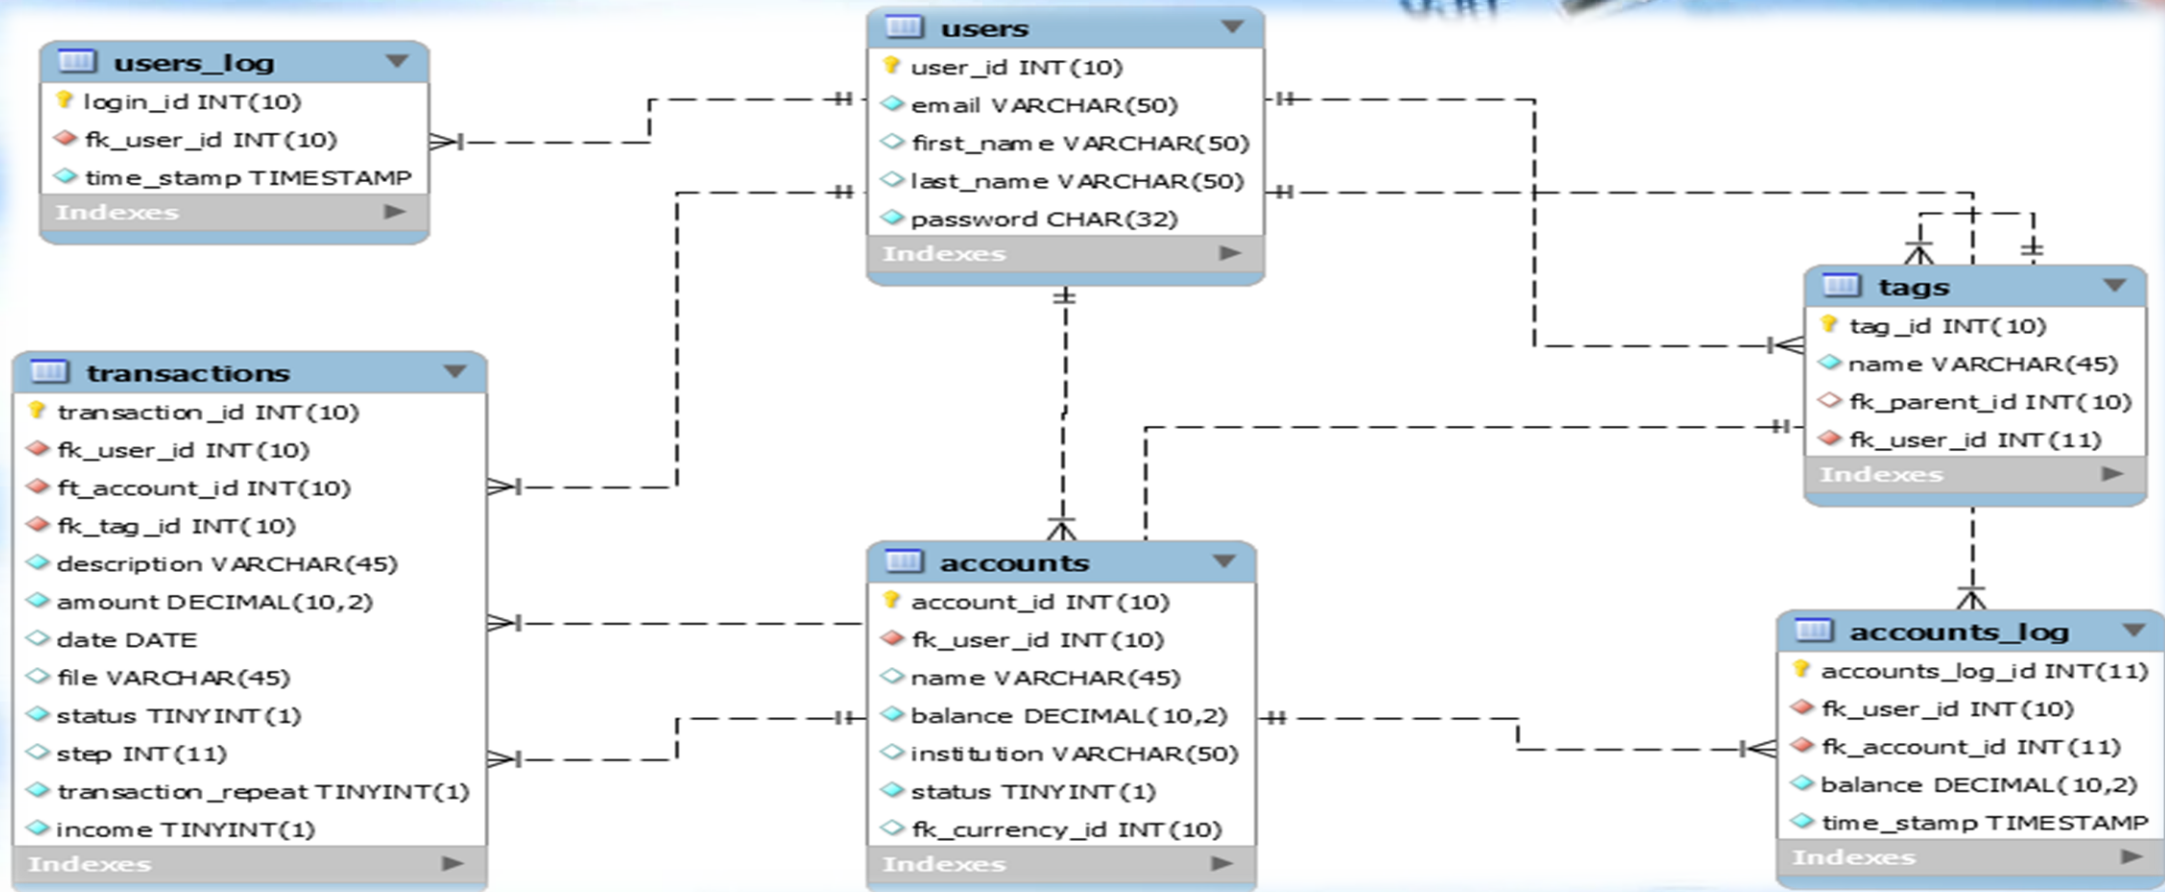 users_log
login_id INT(10)
fk_user_id INT(10)
time_stamp TIMESTAMP
Indexes
users
user_id INT(10)
email VARCHAR(50)
first_name VARCHAR(50)
last_name VARCHAR(50)
password CHAR(32)
Indexes
tags
tag_id INT(10)
name VARCHAR(45)
fk_parent_id INT(10)
fk_user_id INT(11)
Indexes
transactions
transaction_id INT(10)
fk_user_id INT(10)
ft_account_id INT(10)
fk_tag_id INT(10)
description VARCHAR(45)
amount DECIMAL(10,2)
date DATE
file VARCHAR(45)
status TINYINT(1)
step INT(11)
transaction_repeat TINYINT(1)
income TINYINT(1)
Indexes
accounts
account_id INT(10)
fk_user_id INT(10)
name VARCHAR(45)
balance DECIMAL(10,2)
institution VARCHAR(50)
status TINYINT(1)
fk_currency_id INT(10)
Indexes
accounts_log
accounts_log_id INT(11)
fk_user_id INT(10)
fk_account_id INT(11)
balance DECIMAL(10,2)
time_stamp TIMESTAMP
Indexes